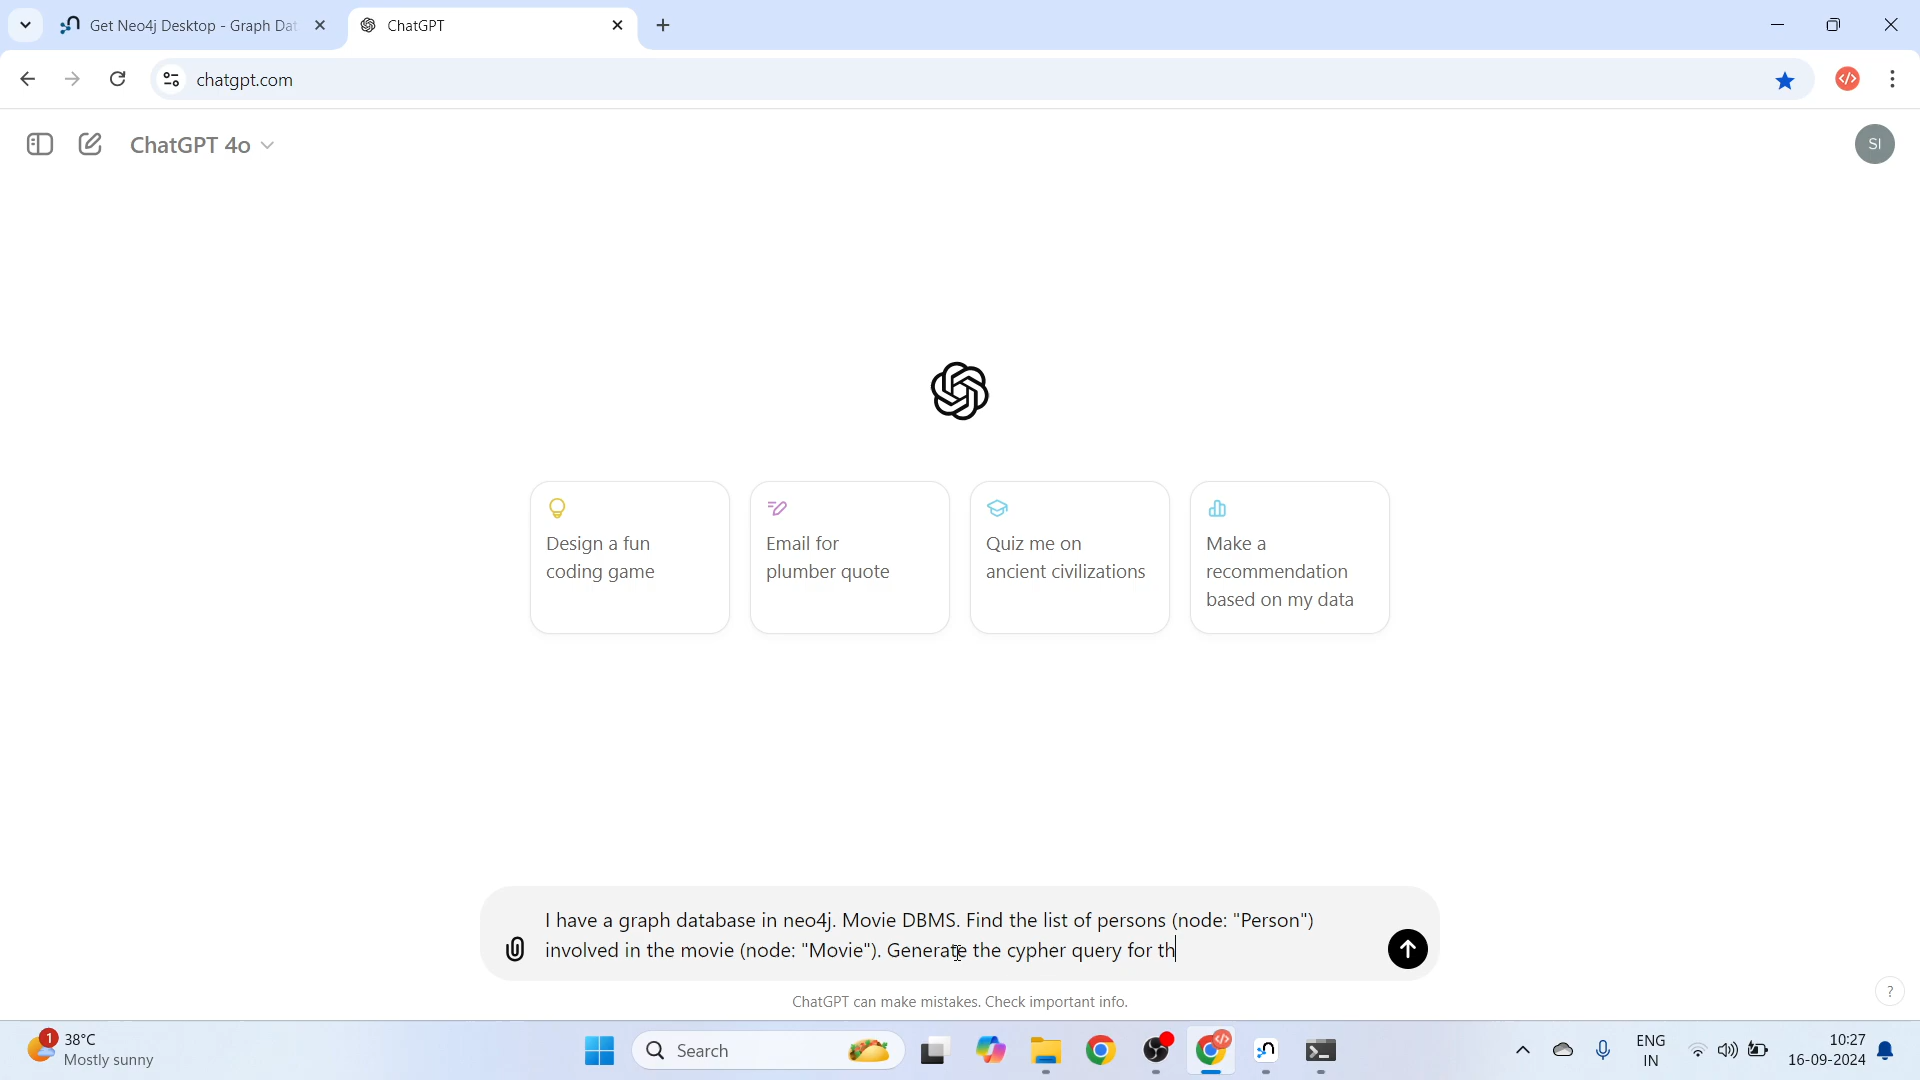 Get Neo4j Desktop - Graph Dat
ChatGPT
chatgpt.com
ChatGPT 4o
SI
Design a fun
coding game
Email for
plumber quote
Quiz me on
ancient civilizations
Make a
recommendation
based on my data
I have a graph database in neo4j. Movie DBMS. Find the list of persons (node: "Person")
involved in the movie (node: "Movie"). Generate the cypher query for th
ChatGPT can make mistakes. Check important info.
?
1
38°C
Mostly sunny
Search
ENG
IN
10:27
16-09-2024